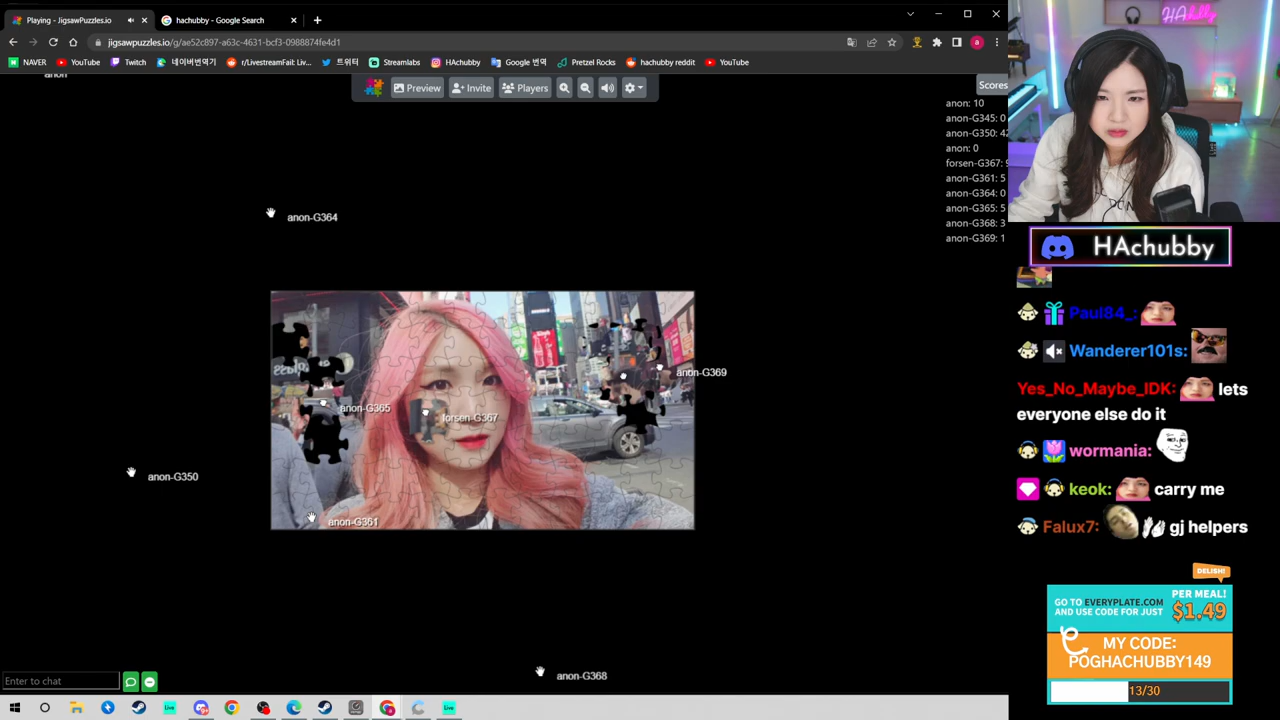 Playing - JigsawPuzzles.io
hachubby - Google Search
jigsawpuzzles.io/g/ae52c897-a63c-4631-bcf3-0988874fe4d1
NAVER
YouTube
Twitch
네이버번역기
r/LivestreamFail: Liv...
트위터
Streamlabs
HAchubby
Google 번역
Pretzel Rocks
hachubby reddit
YouTube
anon
Preview
Invite
Players
Scores
anon: 10
anon-G345: 0
anon-G350: 42
anon: 0
forsen-G367: 9
anon-G361: 5
anon-G364: 0
anon-G365: 5
anon-G368: 3
anon-G369: 1
anon-G364
anon-G369
anon-G365
forsen-G367
anon-G350
anon-G361
anon-G368
Enter to chat
HAchubby
Paul84_:
Wanderer101s:
Yes_No_Maybe_IDK: lets
everyone else do it
wormania:
keok: carry me
Falux7: gj helpers
DELISH!
GO TO EVERYPLATE.COM
AND USE CODE FOR JUST
PER MEAL!
$1.49
MY CODE:
POGHACHUBBY149
13/30